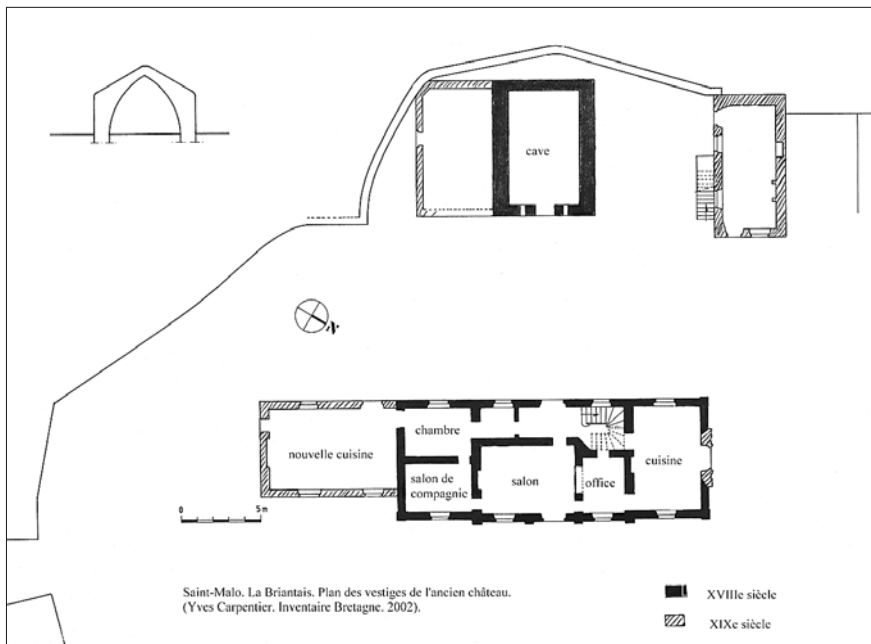 cave
N
chambre
nouvelle cuisine
salon de
compagnie
salon
office
cuisine
0 5 m
Saint-Malo. La Briantais. Plan des vestiges de l'ancien château.
(Yves Carpentier. Inventaire Bretagne. 2002).
XVIIIe siècle
XIXe siècle